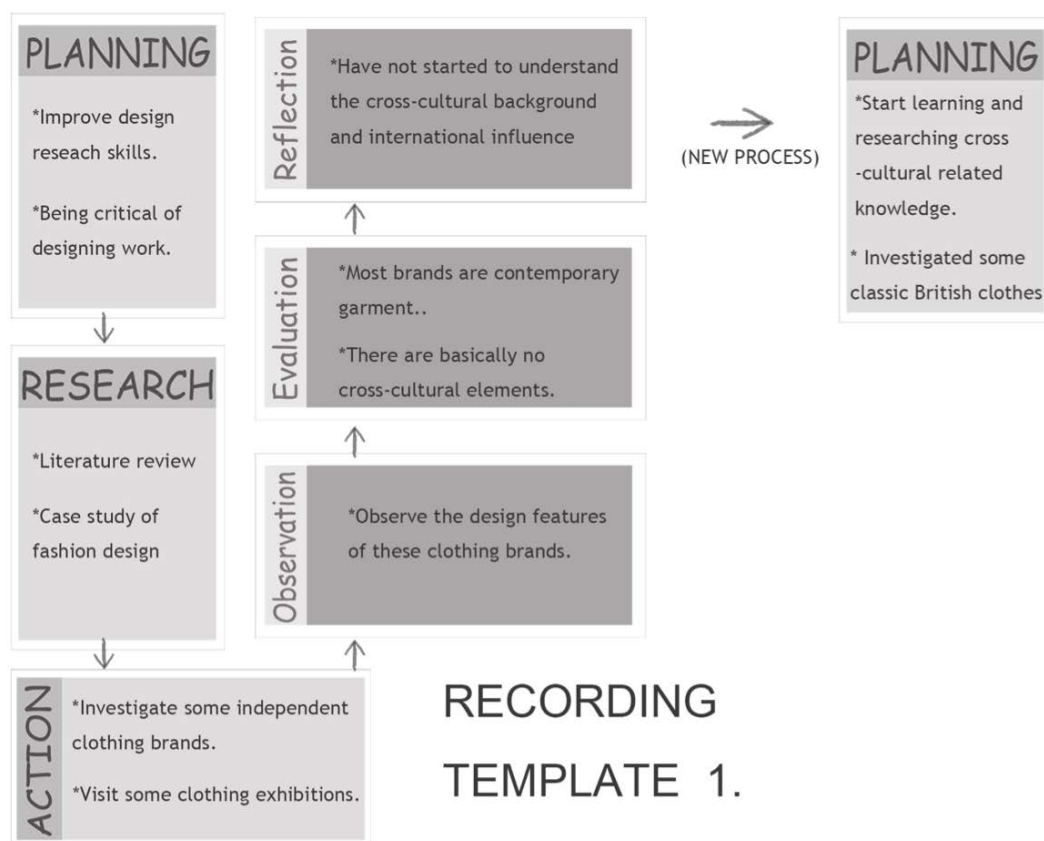 PLANNING
*Improve design
reseach skills.
*Being critical of
designing work.
RESEARCH
*Literature review
*Case study of
fashion design
ACTION
*Investigate some independent
clothing brands.
*Visit some clothing exhibitions.
Observation
*Observe the design features
of these clothing brands.
Evaluation
*Most brands are contemporary
garment..
*There are basically no
cross-cultural elements.
Reflection
*Have not started to understand
the cross-cultural background
and international influence
(NEW PROCESS)
PLANNING
*Start learning and
researching cross
-cultural related
knowledge.
* Investigated some
classic British clothes
RECORDING
TEMPLATE 1.